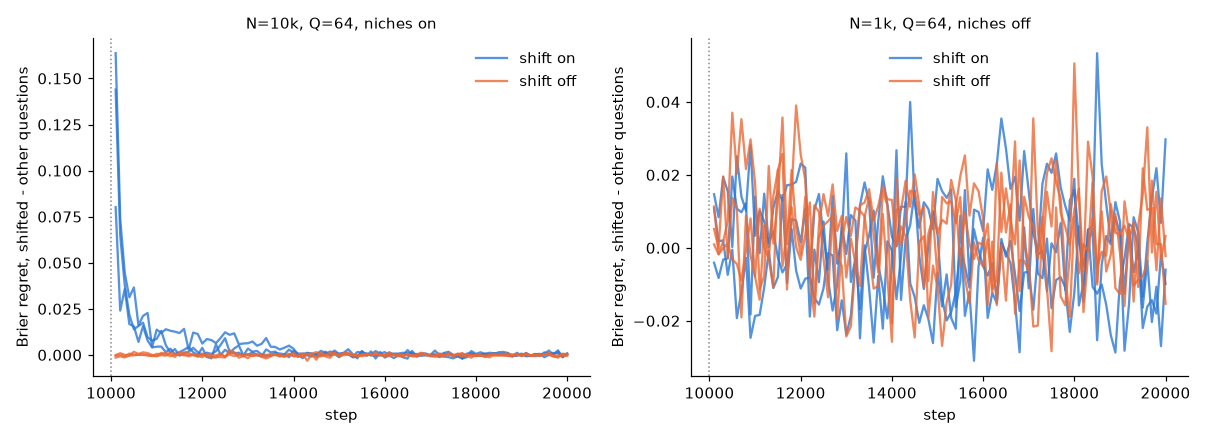 N=10k, Q=64, niches on
Brier regret, shifted - other questions
0.150
0.125
0.100
0.075
0.050
0.025
0.000
shift on
shift off
10000 12000 14000 16000 18000 20000
step
N=1k, Q=64, niches off
Brier regret, shifted - other questions
0.04
0.02
0.00
−0.02
shift on
shift off
10000 12000 14000 16000 18000 20000
step